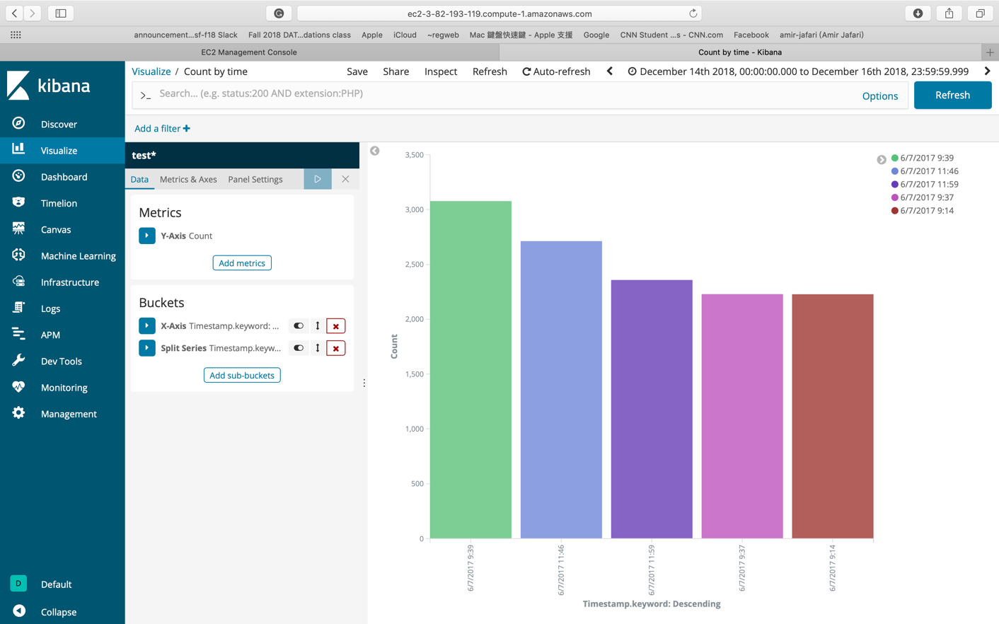 ec2-3-82-193-119.compute-1.amazonaws.com
announcement...sf-f18 Slack Fall 2018 DAT...dations class Apple iCloud ~regweb Mac 鍵盤快速鍵 - Apple 支援 Google CNN Student ...s - CNN.com Facebook amir-jafari (Amir Jafari)
EC2 Management Console Count by time - Kibana
kibana
Discover
Visualize
Dashboard
Timelion
Canvas
Machine Learning
Infrastructure
Logs
APM
Dev Tools
Monitoring
Management
D Default
Collapse
Visualize / Count by time Save Share Inspect Refresh Auto-refresh December 14th 2018, 00:00:00.000 to December 16th 2018, 23:59:59.999
>_ Search... (e.g. status:200 AND extension:PHP) Options Refresh
Add a filter +
test*
Data Metrics & Axes Panel Settings
Metrics
Y-Axis Count
Add metrics
Buckets
X-Axis Timestamp.keyword: ...
Split Series Timestamp.keyw...
Add sub-buckets
3,500
3,000
2,500
2,000
1,500
1,000
500
0
Count
6/7/2017 9:39
6/7/2017 11:46
6/7/2017 11:59
6/7/2017 9:37
6/7/2017 9:14
Timestamp.keyword: Descending
6/7/2017 9:39
6/7/2017 11:46
6/7/2017 11:59
6/7/2017 9:37
6/7/2017 9:14